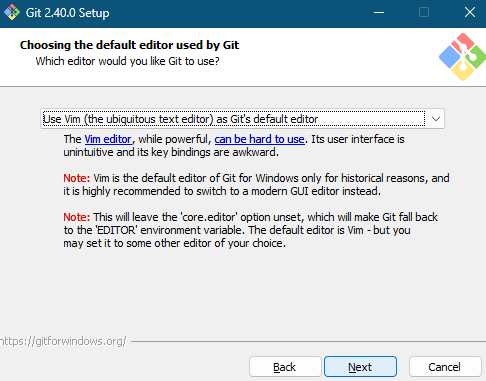 Git 2.40.0 Setup
Choosing the default editor used by Git
Which editor would you like Git to use?
Use Vim (the ubiquitous text editor) as Git's default editor
The Vim editor, while powerful, can be hard to use. Its user interface is
unintuitive and its key bindings are awkward.
Note: Vim is the default editor of Git for Windows only for historical reasons, and
it is highly recommended to switch to a modern GUI editor instead.
Note: This will leave the 'core.editor' option unset, which will make Git fall back
to the 'EDITOR' environment variable. The default editor is Vim - but you
may set it to some other editor of your choice.
https://gitforwindows.org/
Back
Next
Cancel